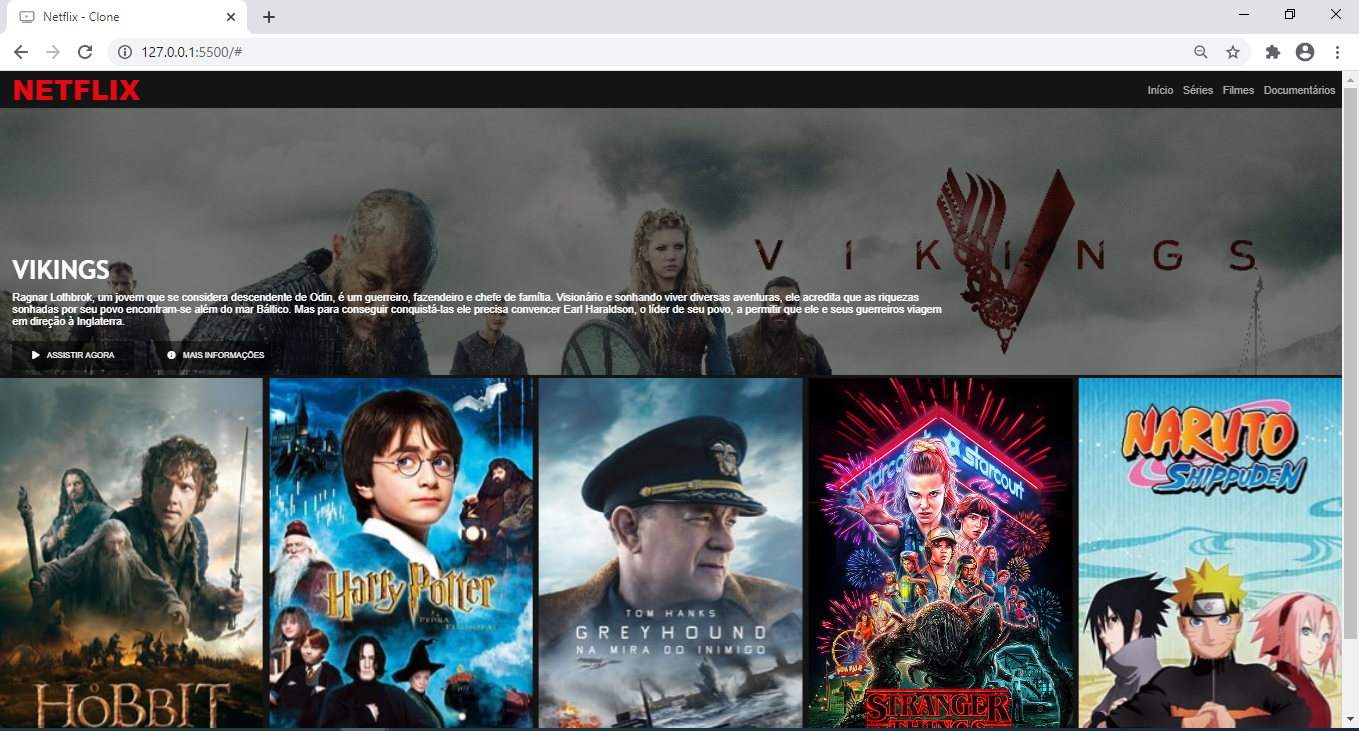 Netflix - Clone
127.0.0.1:5500/#
NETFLIX
Início Séries Filmes Documentários
VIKINGS
VIKINGS
Ragnar Lothbrok, um jovem que se considera descendente de Odin, é um guerreiro, fazendeiro e chefe de família. Visionário e sonhando viver diversas aventuras, ele acredita que as riquezas
sonhadas por seu povo encontram-se além do mar Báltico. Mas para conseguir conquistá-las ele precisa convencer Earl Haraldson, o líder de seu povo, a permitir que ele e seus guerreiros viagem
em direção à Inglaterra.
ASSISTIR AGORA
MAIS INFORMAÇÕES
HOBBIT
Harry Potter
PEDRA FILOSOFAL
TOM HANKS
GREYHOUND
NA MIRA DO INIMIGO
starcourt
STRANGER
THINGS
NARUTO
SHIPPUDEN